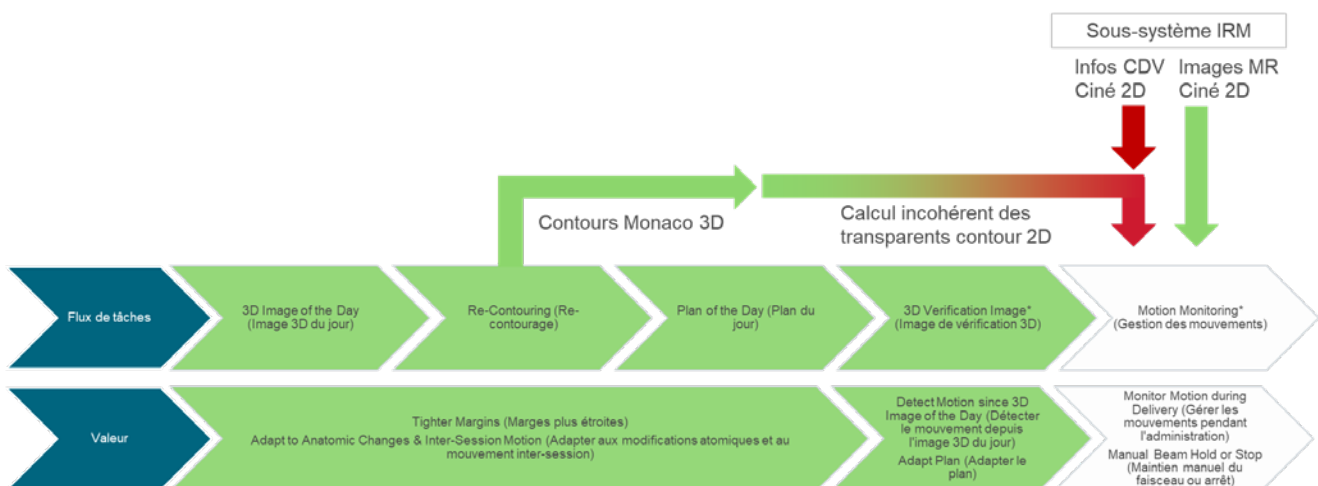 Sous-système IRM
Infos CDV
Ciné 2D
Images MR
Ciné 2D
Contours Monaco 3D
Calcul incohérent des
transparents contour 2D
Flux de tâches
3D Image of the Day
(Image 3D du jour)
Re-Contouring (Re-
contourage)
Plan of the Day (Plan du
jour)
3D Verification Image*
(Image de vérification 3D)
Motion Monitoring*
(Gestion des mouvements)
Valeur
Tighter Margins (Marges plus étroites)
Adapt to Anatomic Changes & Inter-Session Motion (Adapter aux modifications atomiques et au
mouvement inter-session)
Detect Motion since 3D
Image of the Day (Détecter
le mouvement depuis
l'image 3D du jour)
Adapt Plan (Adapter le
plan)
Monitor Motion during
Delivery (Gérer les
mouvements pendant
l'administration)
Manual Beam Hold or Stop
(Maintien manuel du
faisceau ou arrêt)